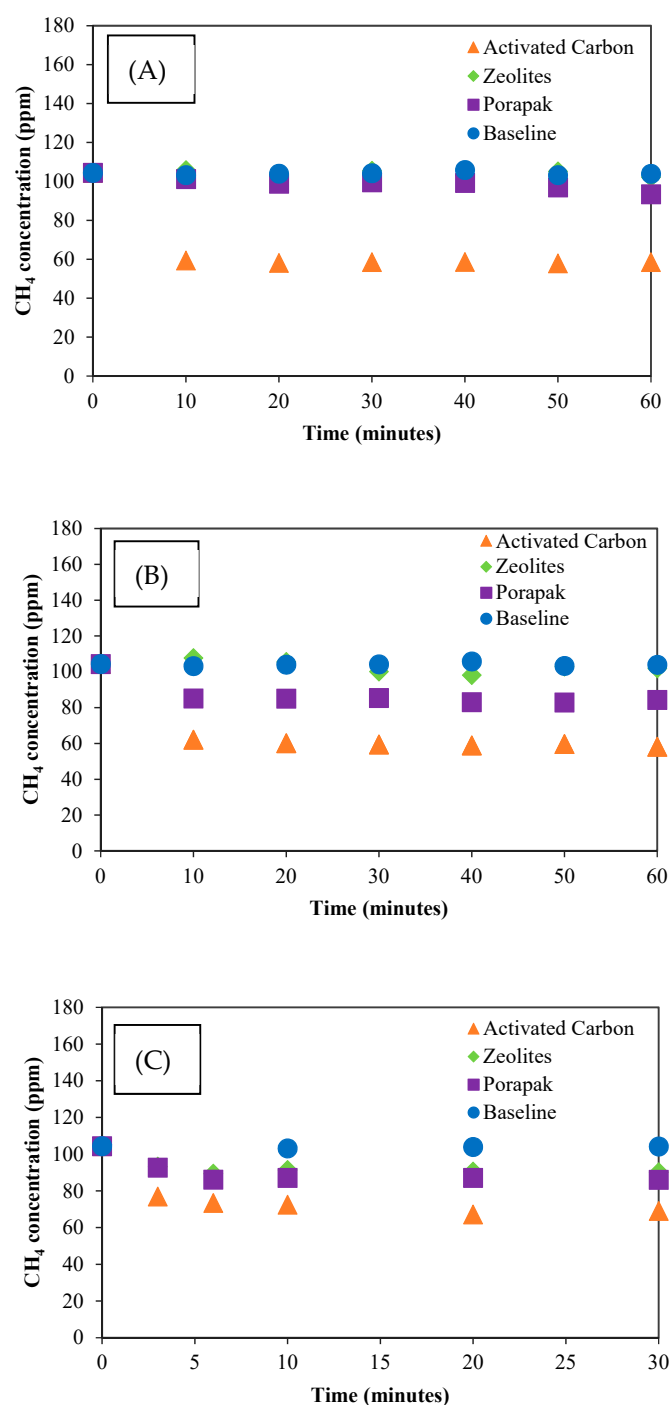 180
160
140
120
100
80
60
40
20
0
CH₄ concentration (ppm)
(A)
Activated Carbon
Zeolites
Porapak
Baseline
0 10 20 30 40 50 60
Time (minutes)
180
160
140
120
100
80
60
40
20
0
CH₄ concentration (ppm)
(B)
Activated Carbon
Zeolites
Porapak
Baseline
0 10 20 30 40 50 60
Time (minutes)
180
160
140
120
100
80
60
40
20
0
CH₄ concentration (ppm)
(C)
Activated Carbon
Zeolites
Porapak
Baseline
0 5 10 15 20 25 30
Time (minutes)